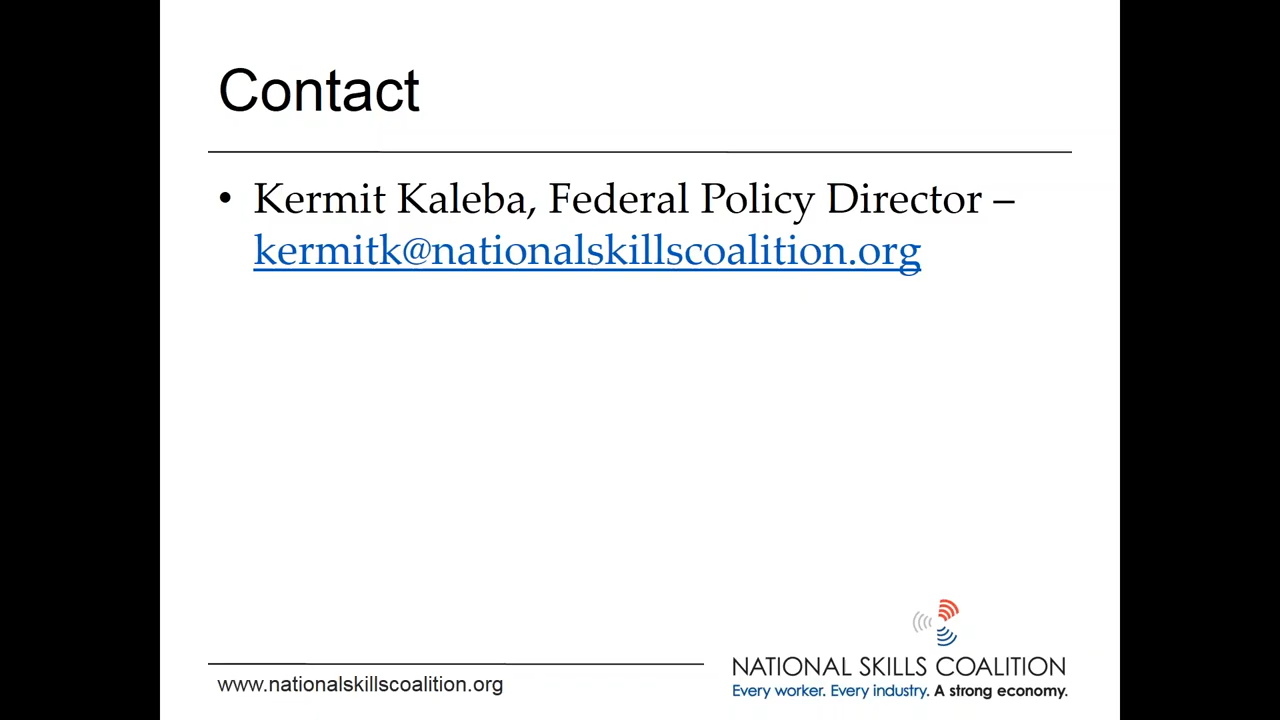 Contact
• Kermit Kaleba, Federal Policy Director –
kermitk@nationalskillscoalition.org
www.nationalskillscoalition.org
NATIONAL SKILLS COALITION
Every worker. Every industry. A strong economy.